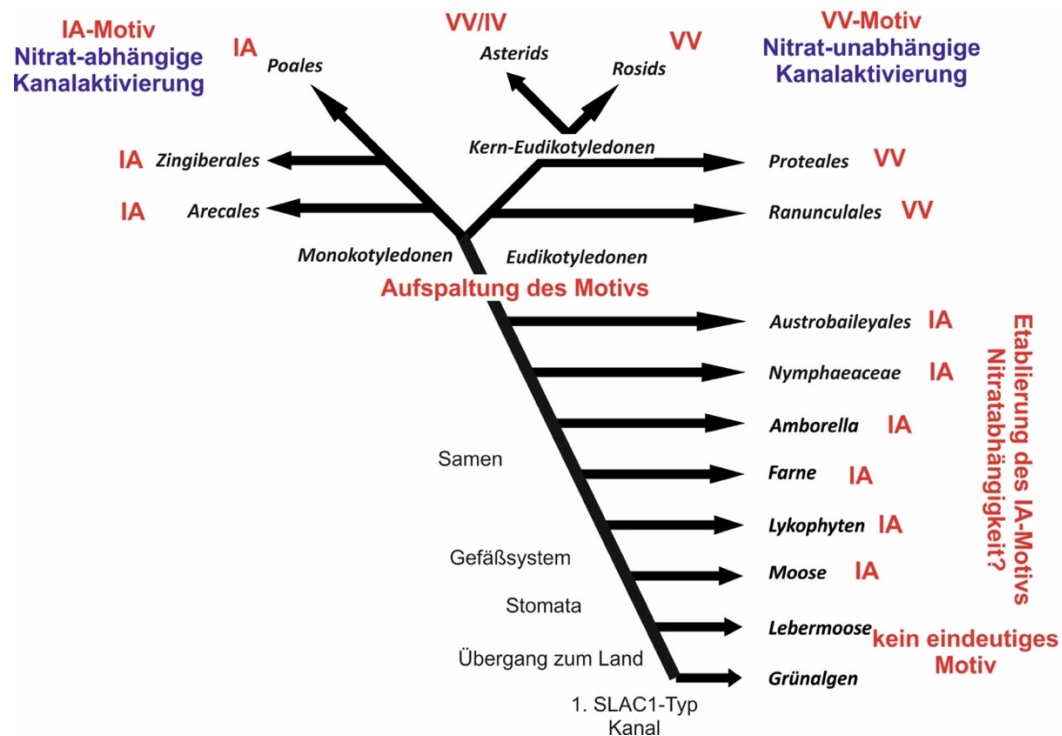 IA-Motiv
Nitrat-abhängige
Kanalaktivierung
IA
Poales
VV/IV
Asterids
VV
Rosids
VV-Motiv
Nitrat-unabhängige
Kanalaktivierung
Kern-Eudikotyledonen
IA Zingiberales
Proteales VV
IA Arecales
Ranunculales VV
Monokotyledonen
Eudikotyledonen
Aufspaltung des Motivs
Austrobaileyales IA
Nymphaeaceae IA
Amborella IA
Samen
Farne IA
Lykophyten IA
Gefäßsystem
Moose IA
Stomata
Lebermoose
kein eindeutiges
Motiv
Übergang zum Land
Grünalgen
1. SLAC1-Typ
Kanal
Etablierung des IA-Motivs
Nitratabhängigkeit?